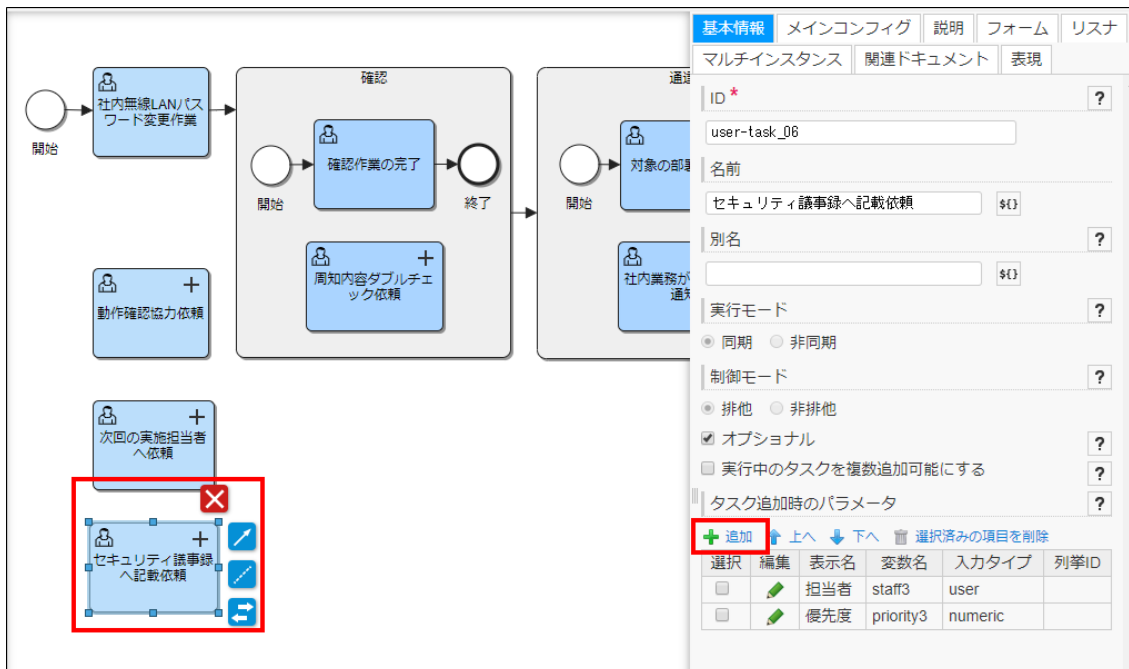 開始
社内無線LANパス
ワード変更作業
確認
開始
確認作業の完了
終了
周知内容ダブルチェ
ック依頼
開始
対象の部
社内業務が
動作確認協力依頼
次回の実施担当者
へ依頼
セキュリティ議事録
へ記載依頼
基本情報 メインコンフィグ 説明 フォーム リスナ
マルチインスタンス 関連ドキュメント 表現
ID * ?
user-task_06
名前
セキュリティ議事録へ記載依頼 ${}
別名 ?
${}
実行モード ?
同期 非同期
制御モード ?
排他 非排他
オプショナル ?
実行中のタスクを複数追加可能にする ?
タスク追加時のパラメータ ?
追加 上へ 下へ 選択済みの項目を削除
選択 編集 表示名 変数名 入力タイプ 列挙ID
担当者 staff3 user
優先度 priority3 numeric